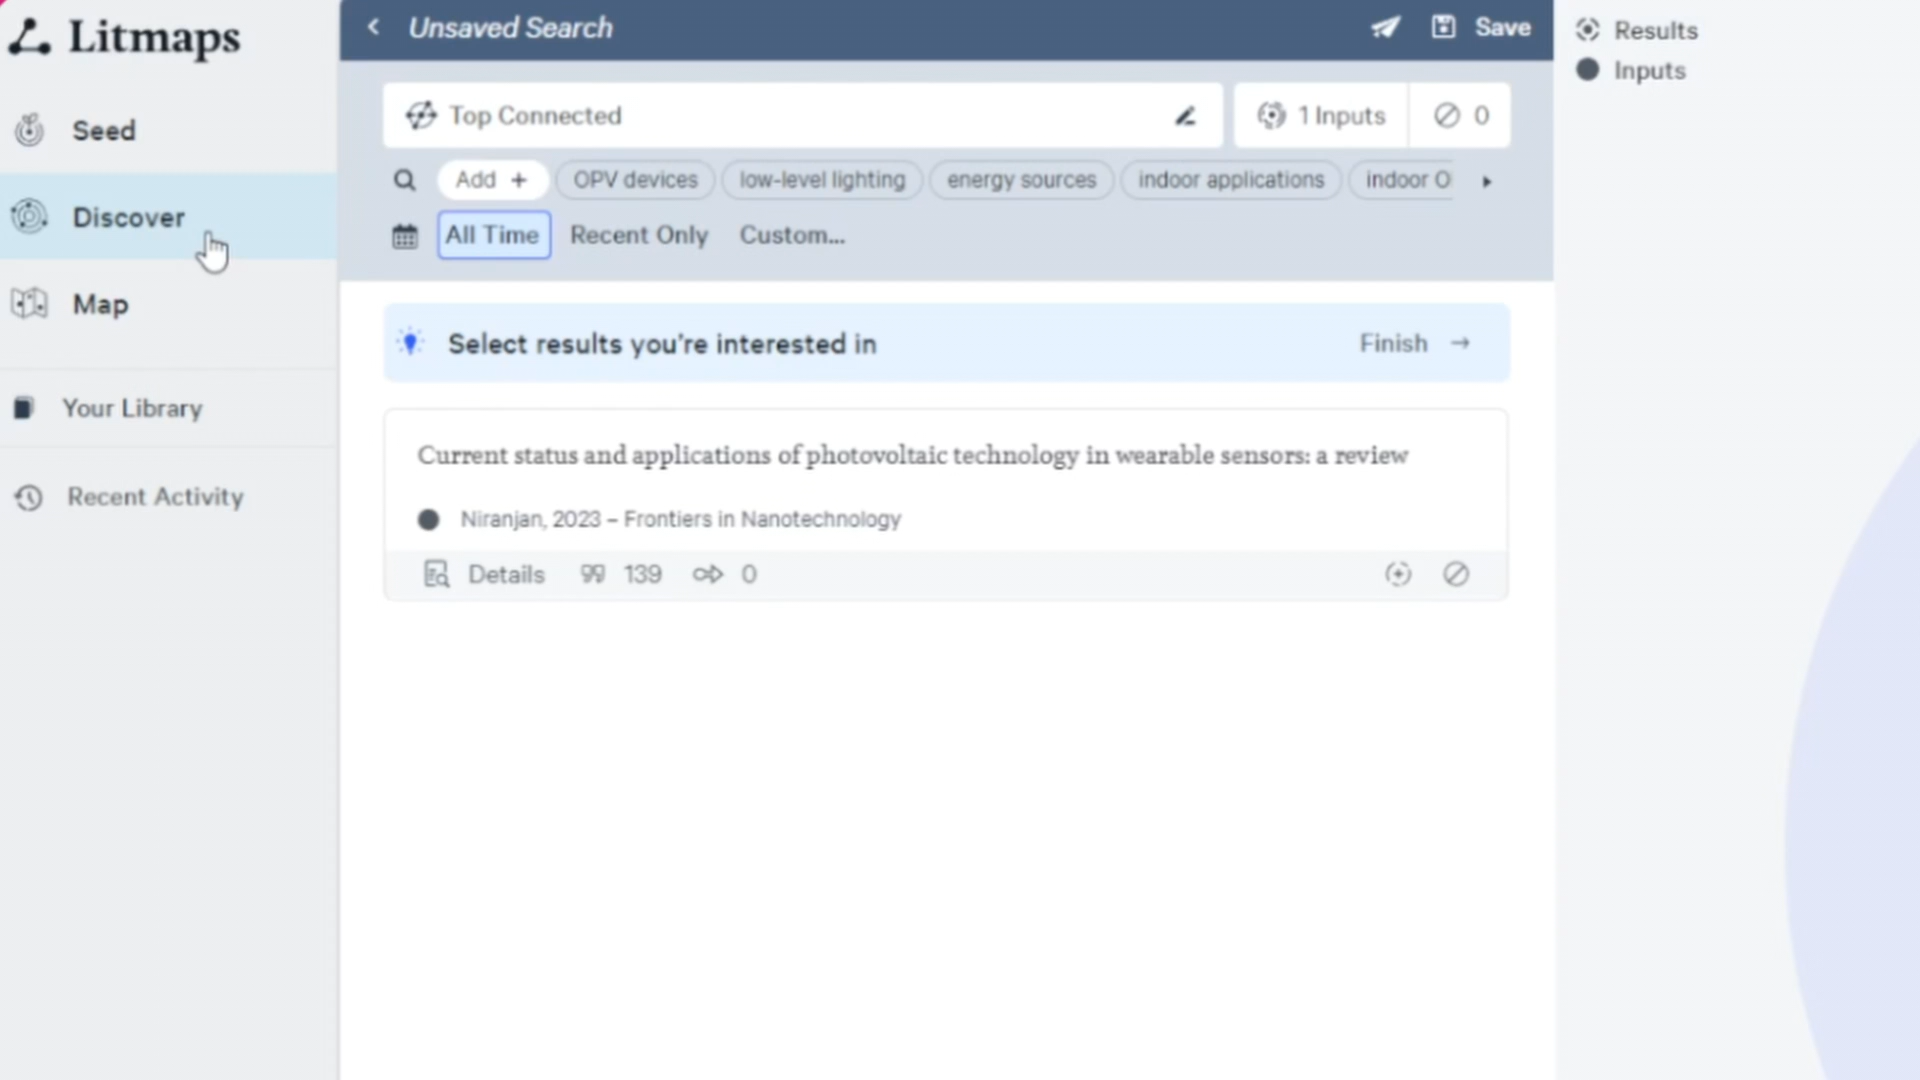 Litmaps
Seed
Discover
Map
Your Library
Recent Activity
Unsaved Search
Save
Top Connected
1 Inputs
0
Add +
OPV devices
low-level lighting
energy sources
indoor applications
indoor O
All Time
Recent Only
Custom...
Select results you're interested in
Finish →
Current status and applications of photovoltaic technology in wearable sensors: a review
Niranjan, 2023 – Frontiers in Nanotechnology
Details
139
0
Results
Inputs